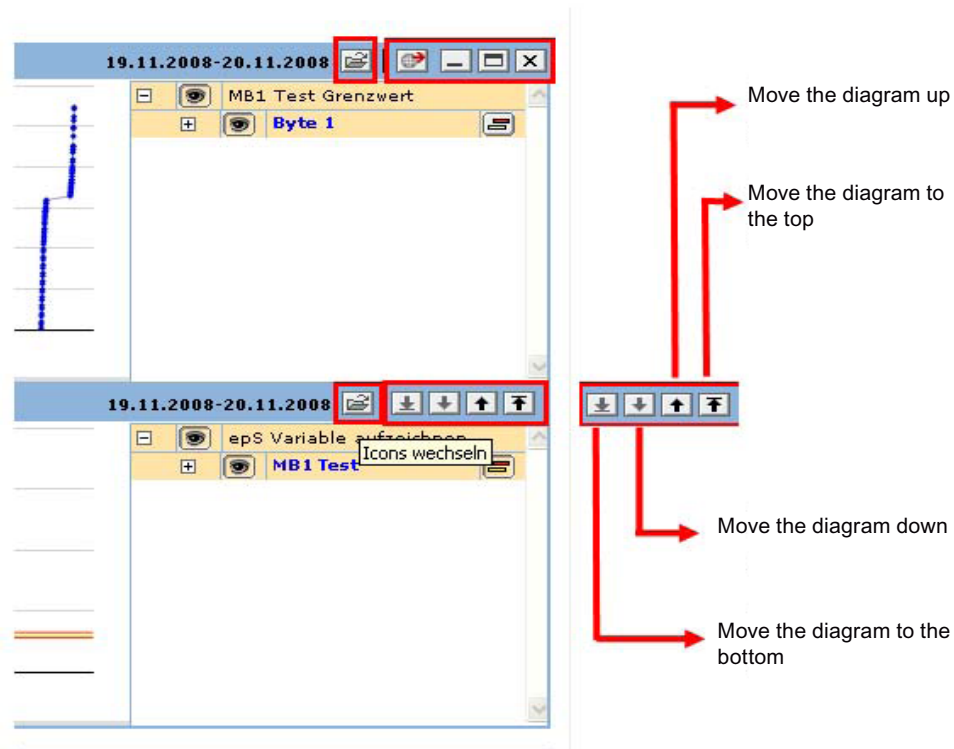 19.11.2008-20.11.2008
MB1 Test Grenzwert
Byte 1
Move the diagram up
Move the diagram to
the top
19.11.2008-20.11.2008
epS Variable aufzeichnen
Icons wechseln
MB1 Test
Move the diagram down
Move the diagram to the
bottom